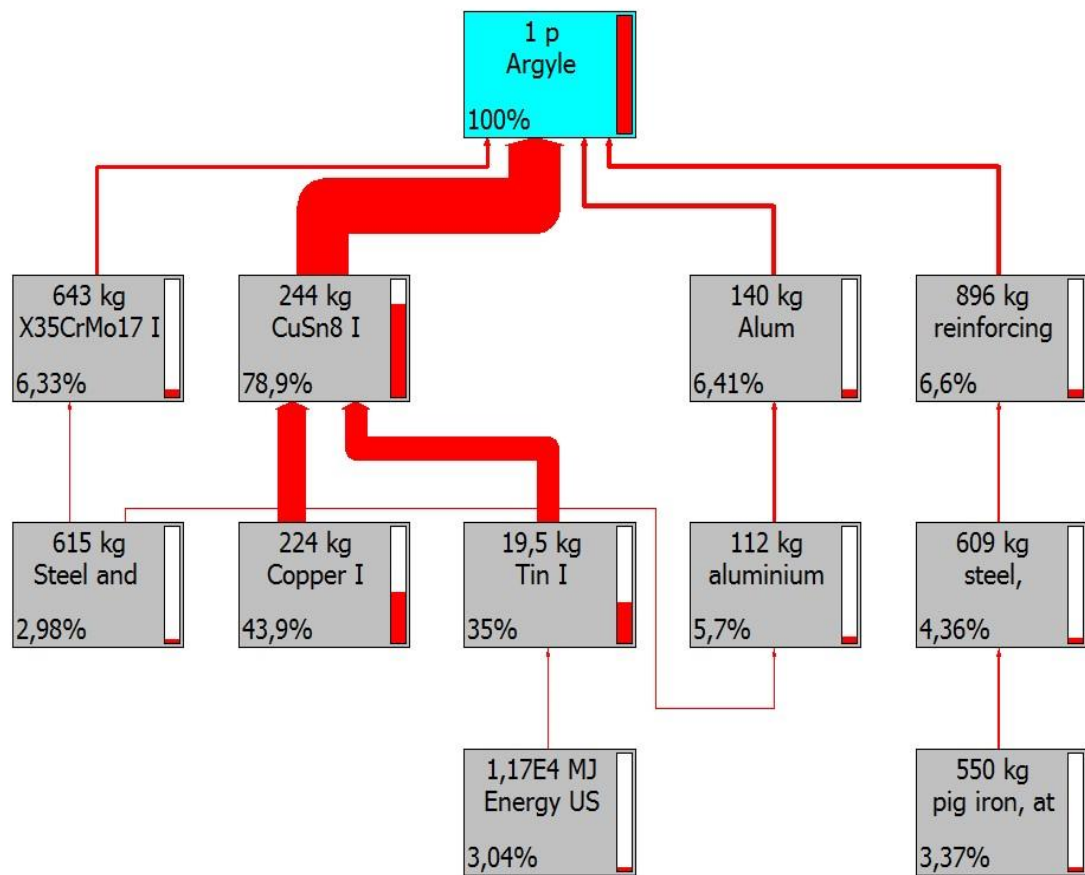 1 p
Argyle
100%
643 kg
X35CrMo17 I
6,33%
244 kg
CuSn8 I
78,9%
140 kg
Alum
6,41%
896 kg
reinforcing
6,6%
615 kg
Steel and
2,98%
224 kg
Copper I
43,9%
19,5 kg
Tin I
35%
112 kg
aluminium
5,7%
609 kg
steel,
4,36%
1,17E4 MJ
Energy US
3,04%
550 kg
pig iron, at
3,37%